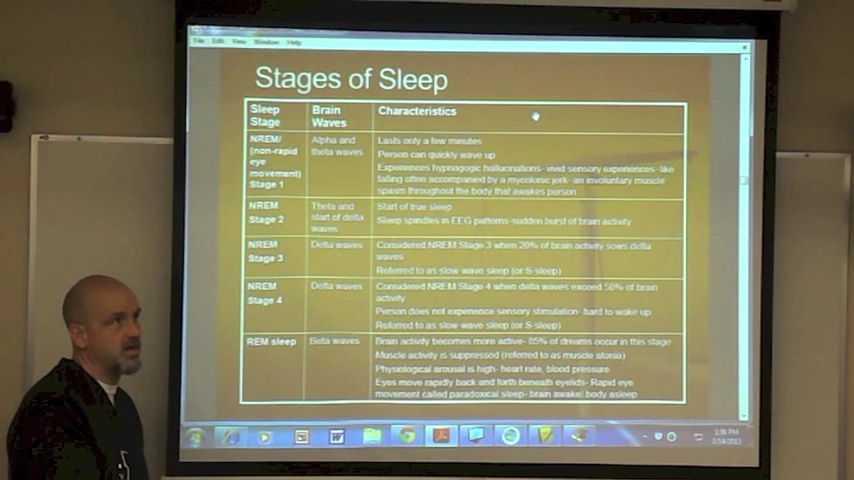 File Edit View Window Help
Stages of Sleep
Sleep Stage Brain Waves Characteristics
NREM/ (non-rapid eye movement) Stage 1
Alpha and theta waves
Lasts only a few minutes
Person can quickly wake up
Experiences hypnagogic hallucinations- vivid sensory experiences- like
falling often accompanied by a mycolonic jerk- an involuntary muscle
spasm throughout the body that awakes person
NREM Stage 2
Theta and start of delta waves
Start of true sleep
Sleep spindles in EEG patterns-sudden burst of brain activity
NREM Stage 3
Delta waves
Considered NREM Stage 3 when 20% of brain activity sows delta
waves
Referred to as slow wave sleep (or S-sleep)
NREM Stage 4
Delta waves
Considered NREM Stage 4 when delta waves exceed 50% of brain
activity
Person does not experience sensory stimulation- hard to wake up
Referred to as slow-wave sleep (or S-sleep)
REM sleep
Beta waves
Brain activity becomes more active- 85% of dreams occur in this stage
Muscle activity is suppressed (referred to as muscle atonia)
Physiological arousal is high- heart rate, blood pressure
Eyes move rapidly back and forth beneath eyelids- Rapid eye
movement called paradoxical sleep- brain awake/ body asleep
1:56 PM
2/14/2013